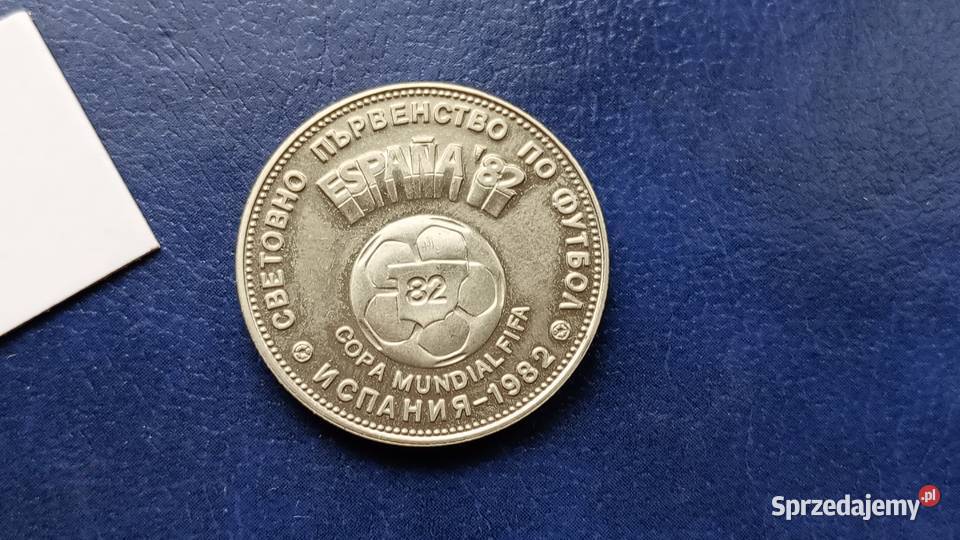 СВЕТОВНО ПЪРВЕНСТВО ПО ФУТБОЛ
ESPAÑA '82
82
COPA MUNDIAL FIFA
ИСПАНИЯ-1982
Sprzedajemy.pl